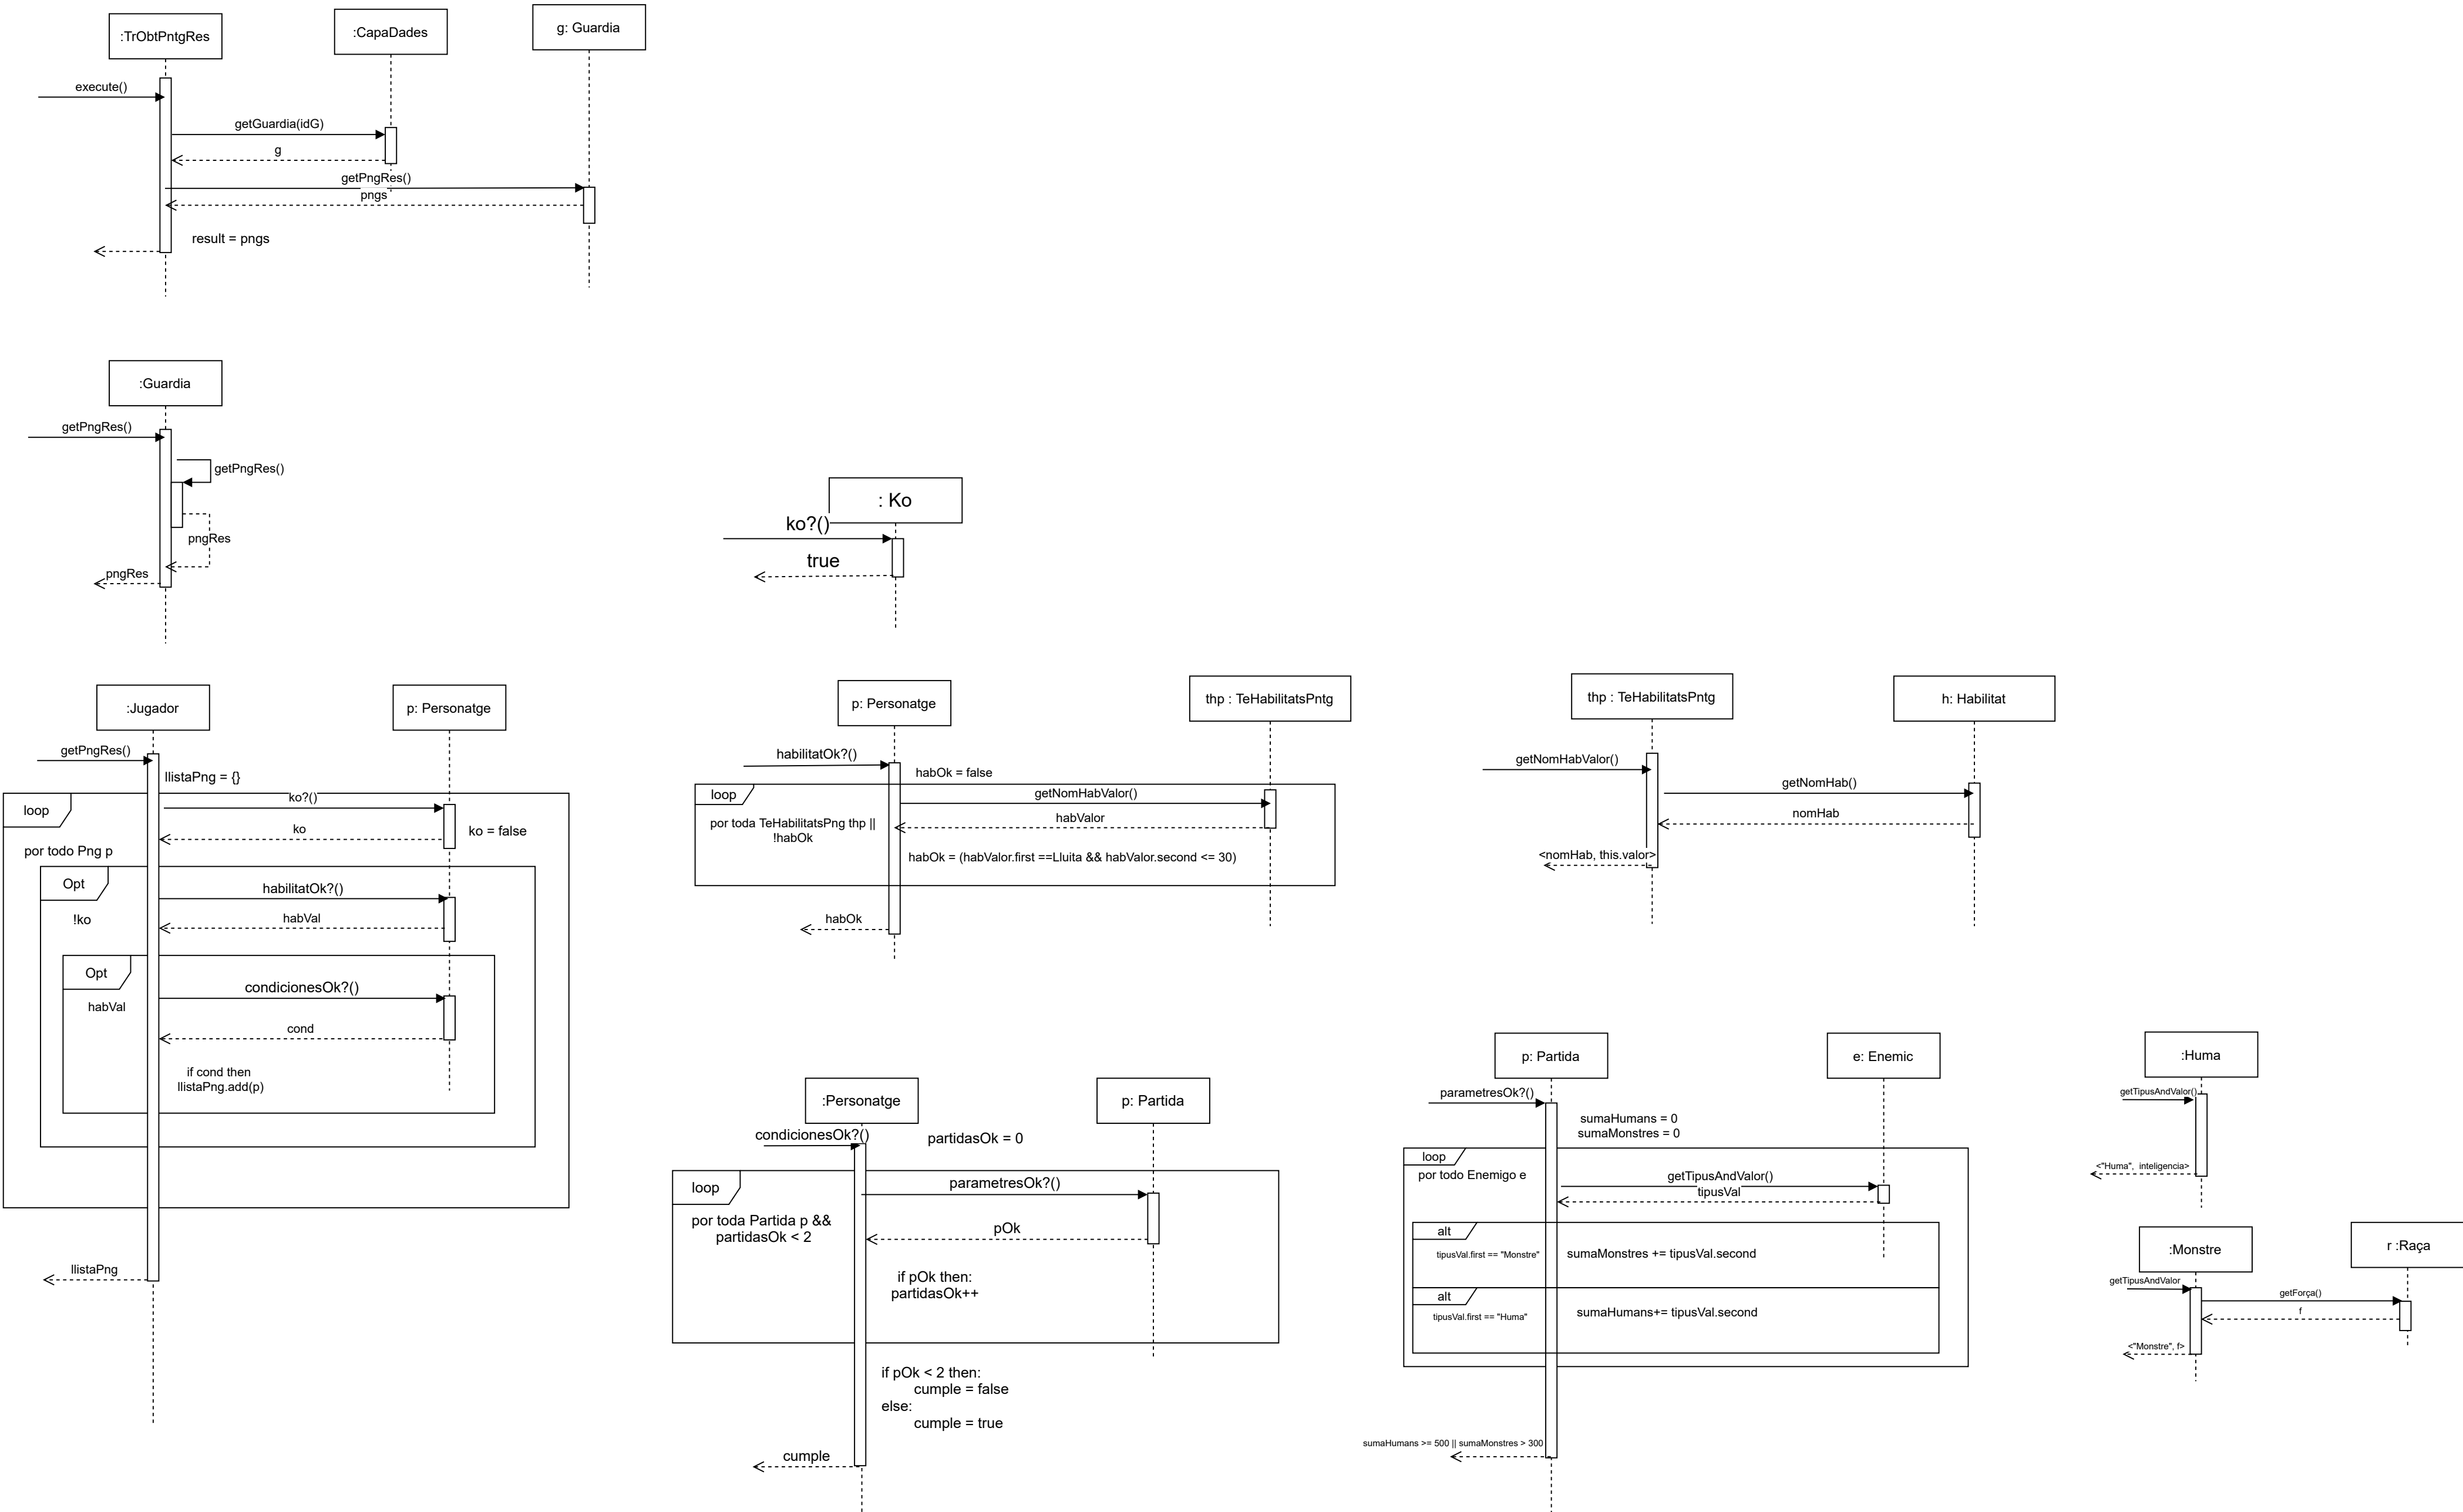 :TrObtPntgRes
:CapaDades
g: Guardia
execute()
getGuardia(idG)
g
getPngRes()
pngs
result = pngs
:Guardia
getPngRes()
getPngRes()
pngRes
pngRes
: Ko
ko?()
true
:Jugador
p: Personatge
getPngRes()
llistaPng = {}
loop
ko?()
ko
ko = false
por todo Png p
Opt
habilitatOk?()
!ko
habVal
Opt
condicionesOk?()
habVal
cond
if cond then
llistaPng.add(p)
llistaPng
p: Personatge
thp : TeHabilitatsPntg
habilitatOk?()
habOk = false
loop
getNomHabValor()
por toda TeHabilitatsPng thp ||
!habOk
habValor
habOk = (habValor.first ==Lluita && habValor.second <= 30)
habOk
thp : TeHabilitatsPntg
h: Habilitat
getNomHabValor()
getNomHab()
nomHab
<nomHab, this.valor>
:Personatge
p: Partida
condicionesOk?()
partidasOk = 0
loop
parametresOk?()
por toda Partida p &&
partidasOk < 2
pOk
if pOk then:
partidasOk++
if pOk < 2 then:
cumple = false
else:
cumple = true
cumple
p: Partida
e: Enemic
parametresOk?()
sumaHumans = 0
sumaMonstres = 0
loop
por todo Enemigo e
getTipusAndValor()
tipusVal
alt
tipusVal.first == "Monstre"
sumaMonstres += tipusVal.second
alt
tipusVal.first == "Huma"
sumaHumans+= tipusVal.second
sumaHumans >= 500 || sumaMonstres > 300
:Huma
getTipusAndValor()
<"Huma", inteligencia>
:Monstre
r :Raça
getTipusAndValor
getForça()
f
<"Monstre", f>